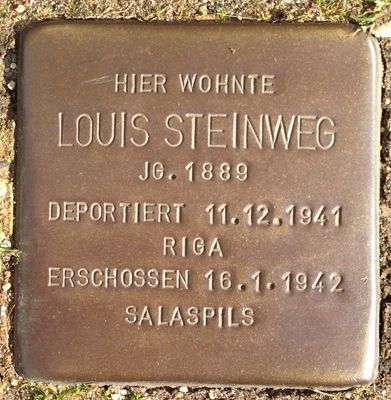 HIER WOHNTE
LOUIS STEINWEG
JG. 1889
DEPORTIERT 11.12.1941
RIGA
ERSCHOSSEN 16.1.1942
SALASPILS